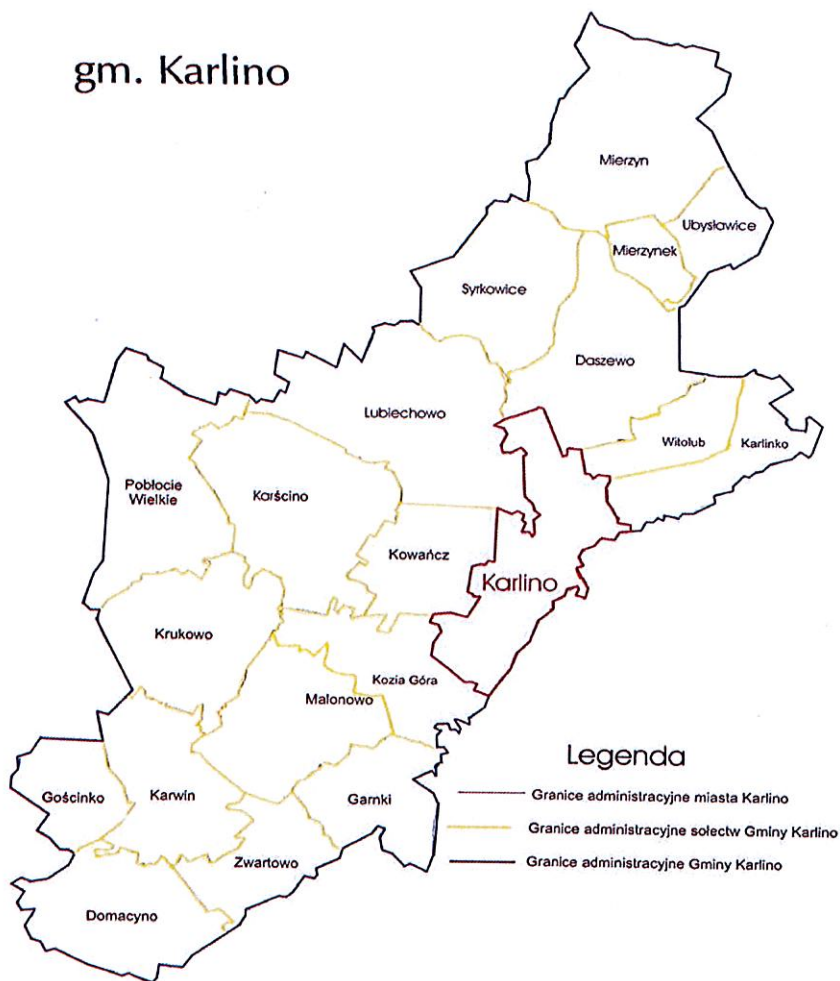 gm. Karlino
Mierzyn
Ubysławice
Mierzynek
Syrkowice
Daszewo
Lubiechowo
Witolub
Karlinko
Pobłocie
Wielkie
Karścino
Kowańcz
Karlino
Krukowo
Kozia Góra
Malonowo
Gościnko
Karwin
Garnki
Zwartowo
Domacyno
Legenda
Granice administracyjne miasta Karlino
Granice administracyjne sołectw Gminy Karlino
Granice administracyjne Gminy Karlino